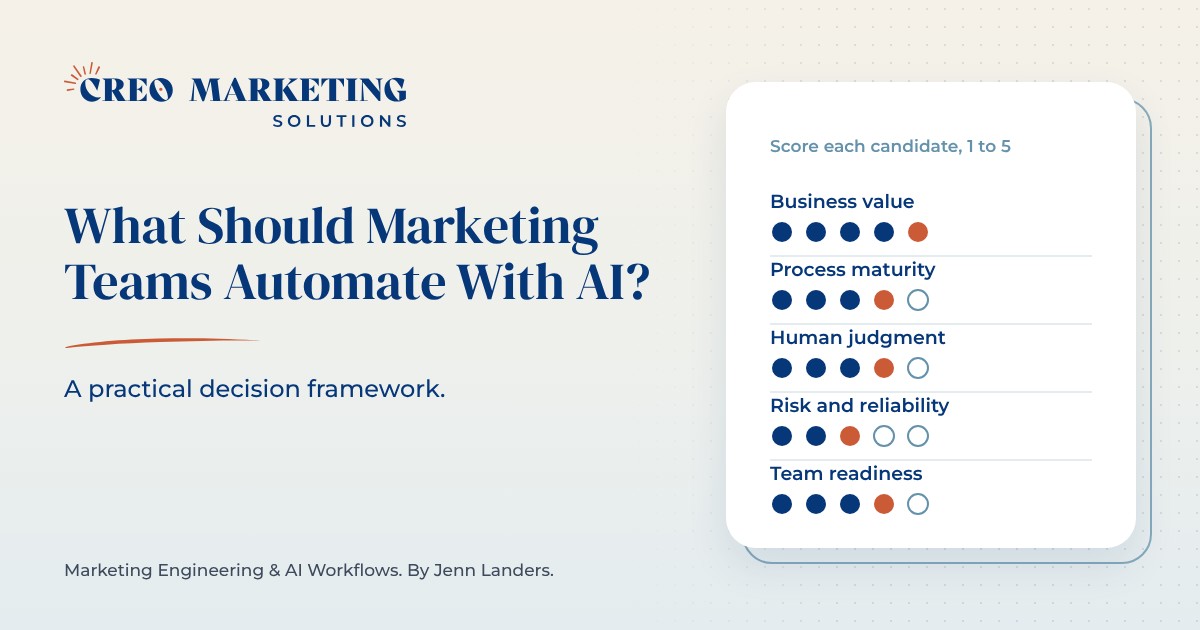 CREO MARKETING
SOLUTIONS
What Should Marketing
Teams Automate With AI?
A practical decision framework.
Marketing Engineering & AI Workflows. By Jenn Landers.
Score each candidate, 1 to 5
Business value
Process maturity
Human judgment
Risk and reliability
Team readiness